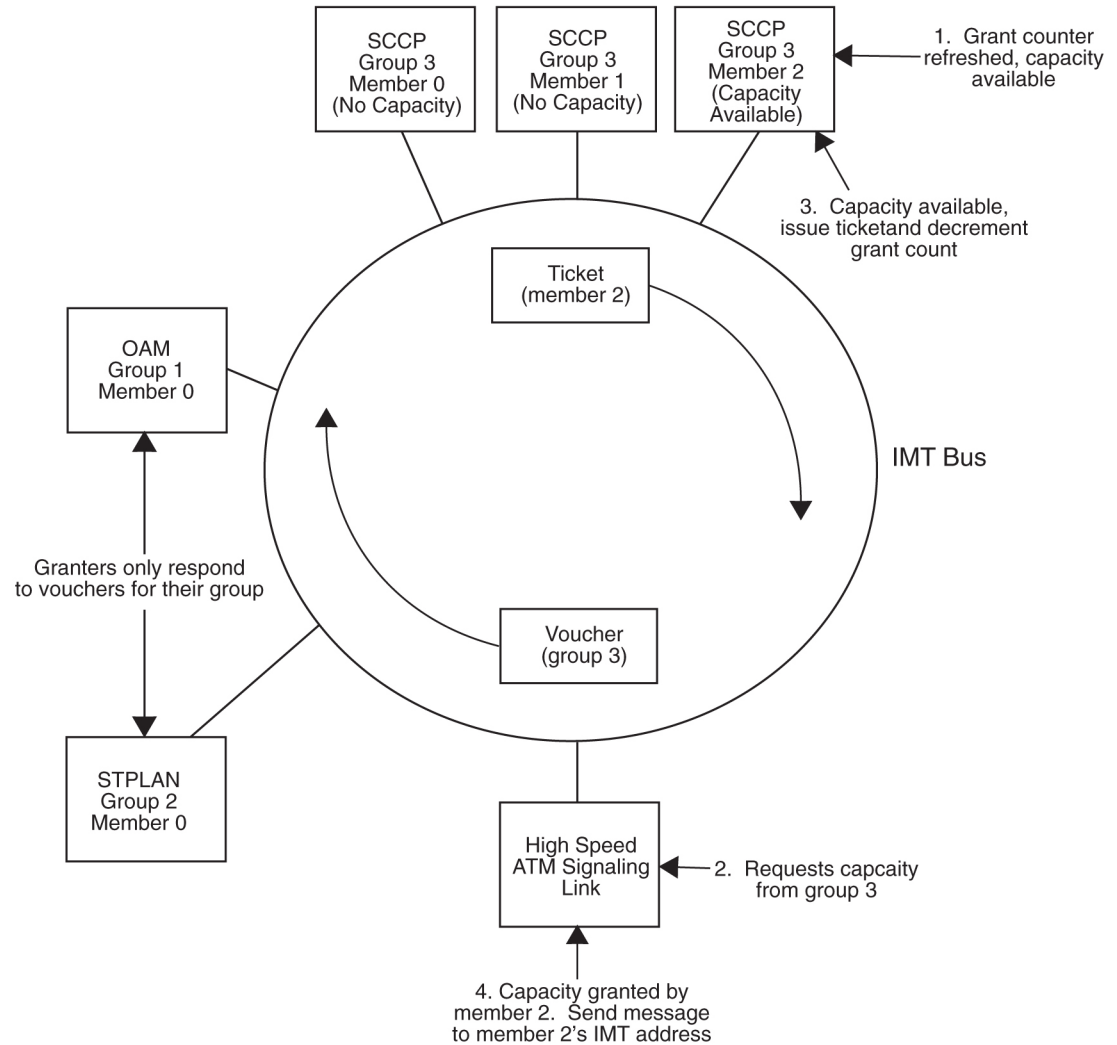 SCCP
Group 3
Member 0
(No Capacity)
SCCP
Group 3
Member 1
(No Capacity)
SCCP
Group 3
Member 2
(Capacity
Available)
1. Grant counter
refreshed, capacity
available
3. Capacity available,
issue ticketand decrement
grant count
Ticket
(member 2)
OAM
Group 1
Member 0
IMT Bus
Granters only respond
to vouchers for their group
Voucher
(group 3)
STPLAN
Group 2
Member 0
High Speed
ATM Signaling
Link
2. Requests capcaity
from group 3
4. Capacity granted by
member 2. Send message
to member 2's IMT address